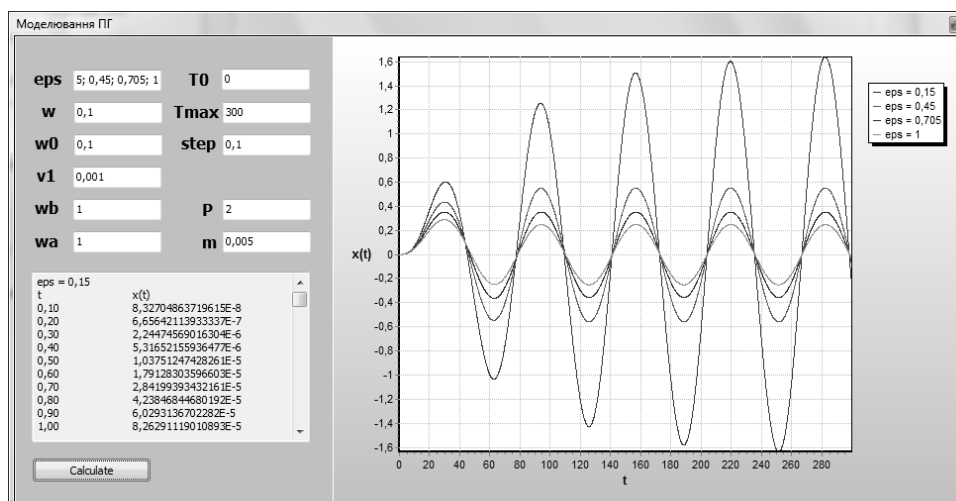 Моделювання ПГ
eps 5; 0,45; 0,705; 1 T0 0
w 0,1 Tmax 300
w0 0,1 step 0,1
v1 0,001
wb 1 P 2
wa 1 m 0,005
eps = 0,15
t x(t)
0,10 8,32704863719615E-8
0,20 6,65642113933337E-7
0,30 2,24474569016304E-6
0,40 5,31652155936477E-6
0,50 1,03751247428261E-5
0,60 1,79128303596603E-5
0,70 2,84199393432161E-5
0,80 4,23846844680192E-5
0,90 6,0293136702282E-5
1,00 8,26291119010893E-5
Calculate
1,6
1,4
1,2
1
0,8
0,6
0,4
0,2
0
-0,2
-0,4
-0,6
-0,8
-1
-1,2
-1,4
-1,6
x(t)
0 20 40 60 80 100 120 140 160 180 200 220 240 260 280
t
eps = 0,15
eps = 0,45
eps = 0,705
eps = 1